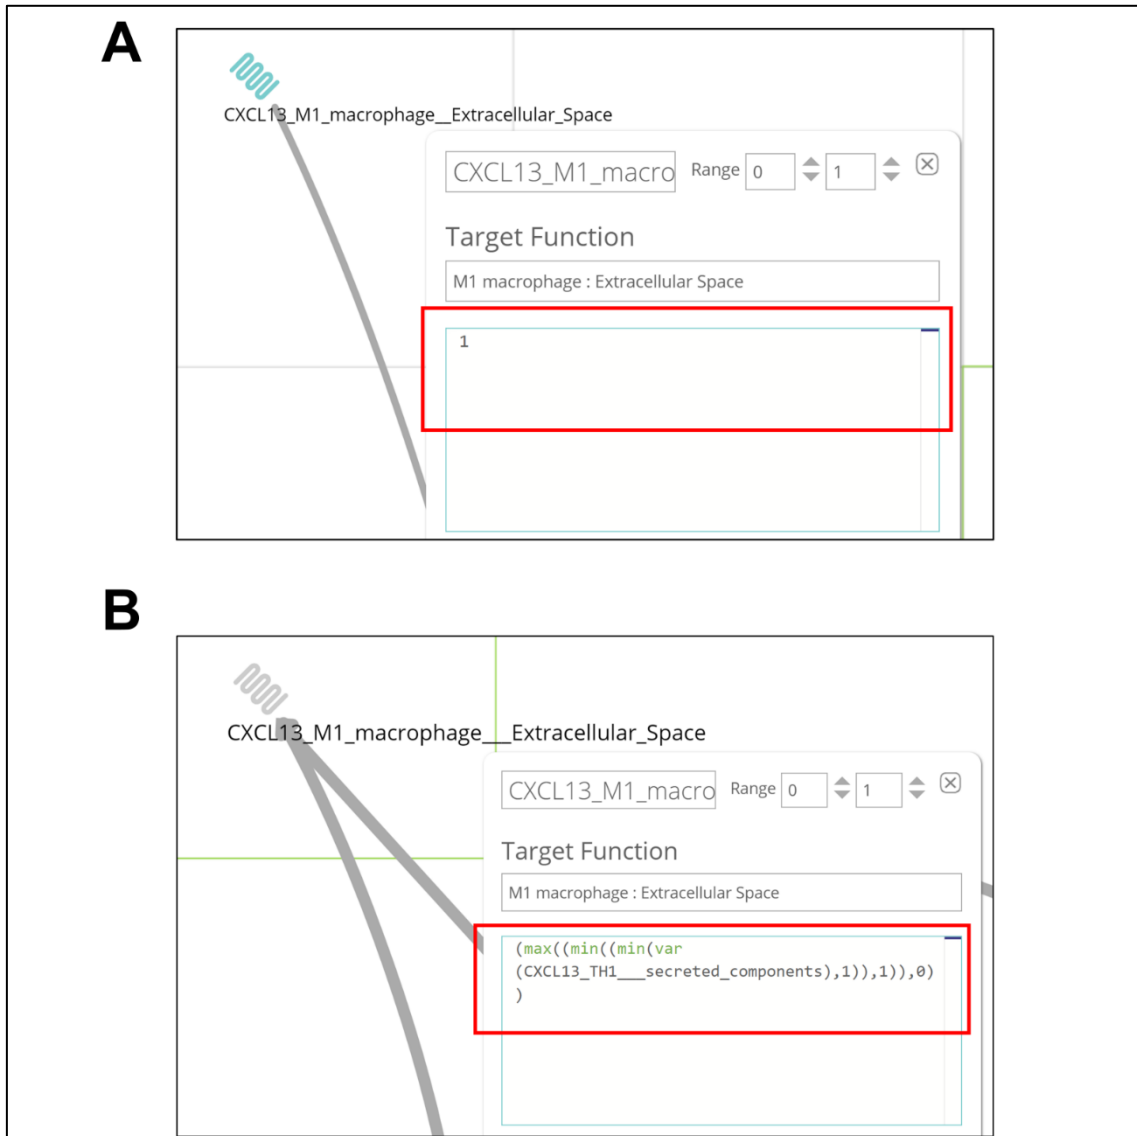 A
CXCL13_M1_macrophage__Extracellular_Space
CXCL13_M1_macro Range 0 1
Target Function
M1 macrophage : Extracellular Space
1
B
CXCL13_M1_macrophage___Extracellular_Space
CXCL13_M1_macro Range 0 1
Target Function
M1 macrophage : Extracellular Space
(max((min((min(var
(CXCL13_TH1___secreted_components),1)),1)),0)
)